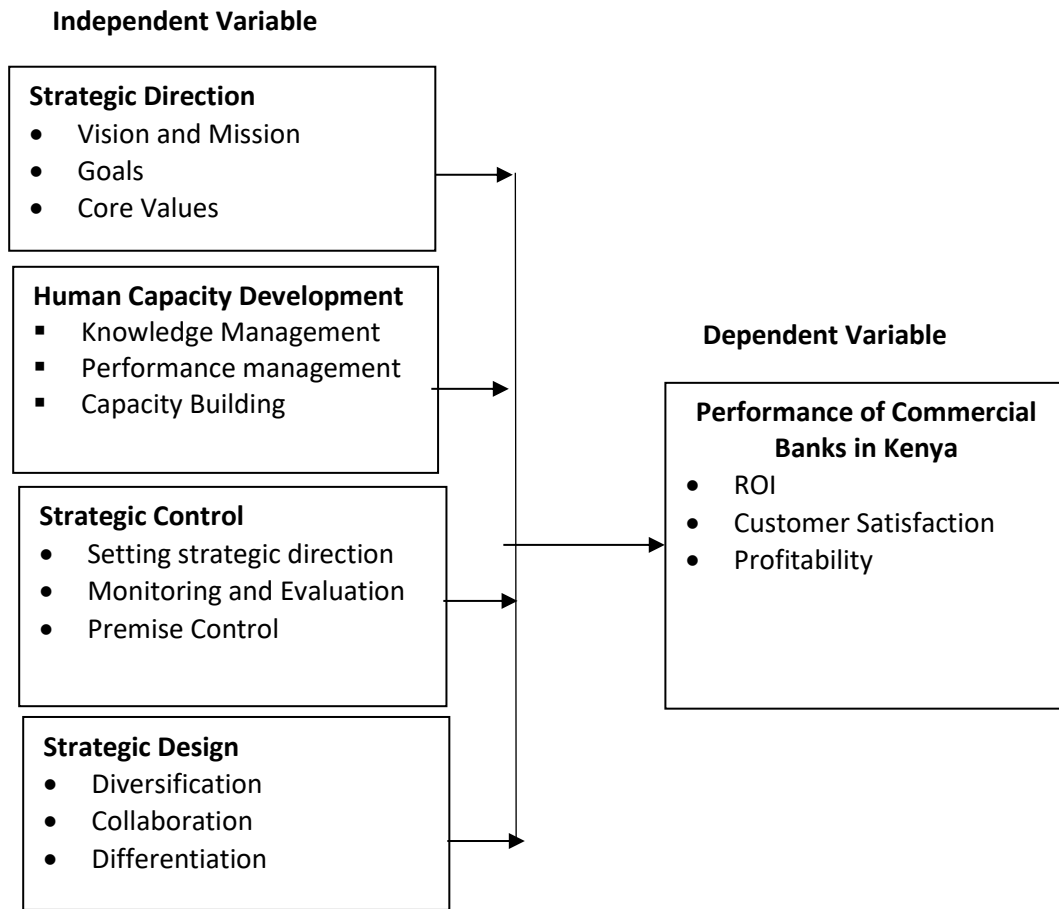 Independent Variable
Strategic Direction
● Vision and Mission
● Goals
● Core Values
Human Capacity Development
▪ Knowledge Management
▪ Performance management
▪ Capacity Building
Strategic Control
● Setting strategic direction
● Monitoring and Evaluation
● Premise Control
Strategic Design
● Diversification
● Collaboration
● Differentiation
Dependent Variable
Performance of Commercial
Banks in Kenya
● ROI
● Customer Satisfaction
● Profitability